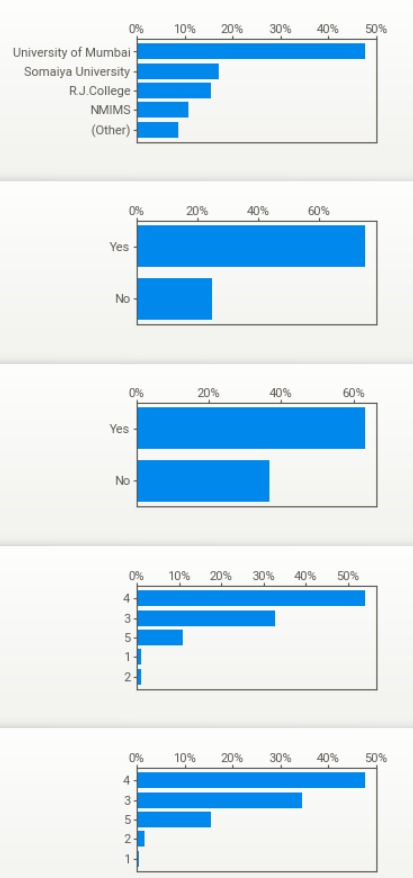 0% 10% 20% 30% 40% 50%
University of Mumbai
Somaiya University
R.J.College
NMIMS
(Other)
0% 20% 40% 60%
Yes
No
0% 20% 40% 60%
Yes
No
0% 10% 20% 30% 40% 50%
4
3
5
1
2
0% 10% 20% 30% 40% 50%
4
3
5
2
1